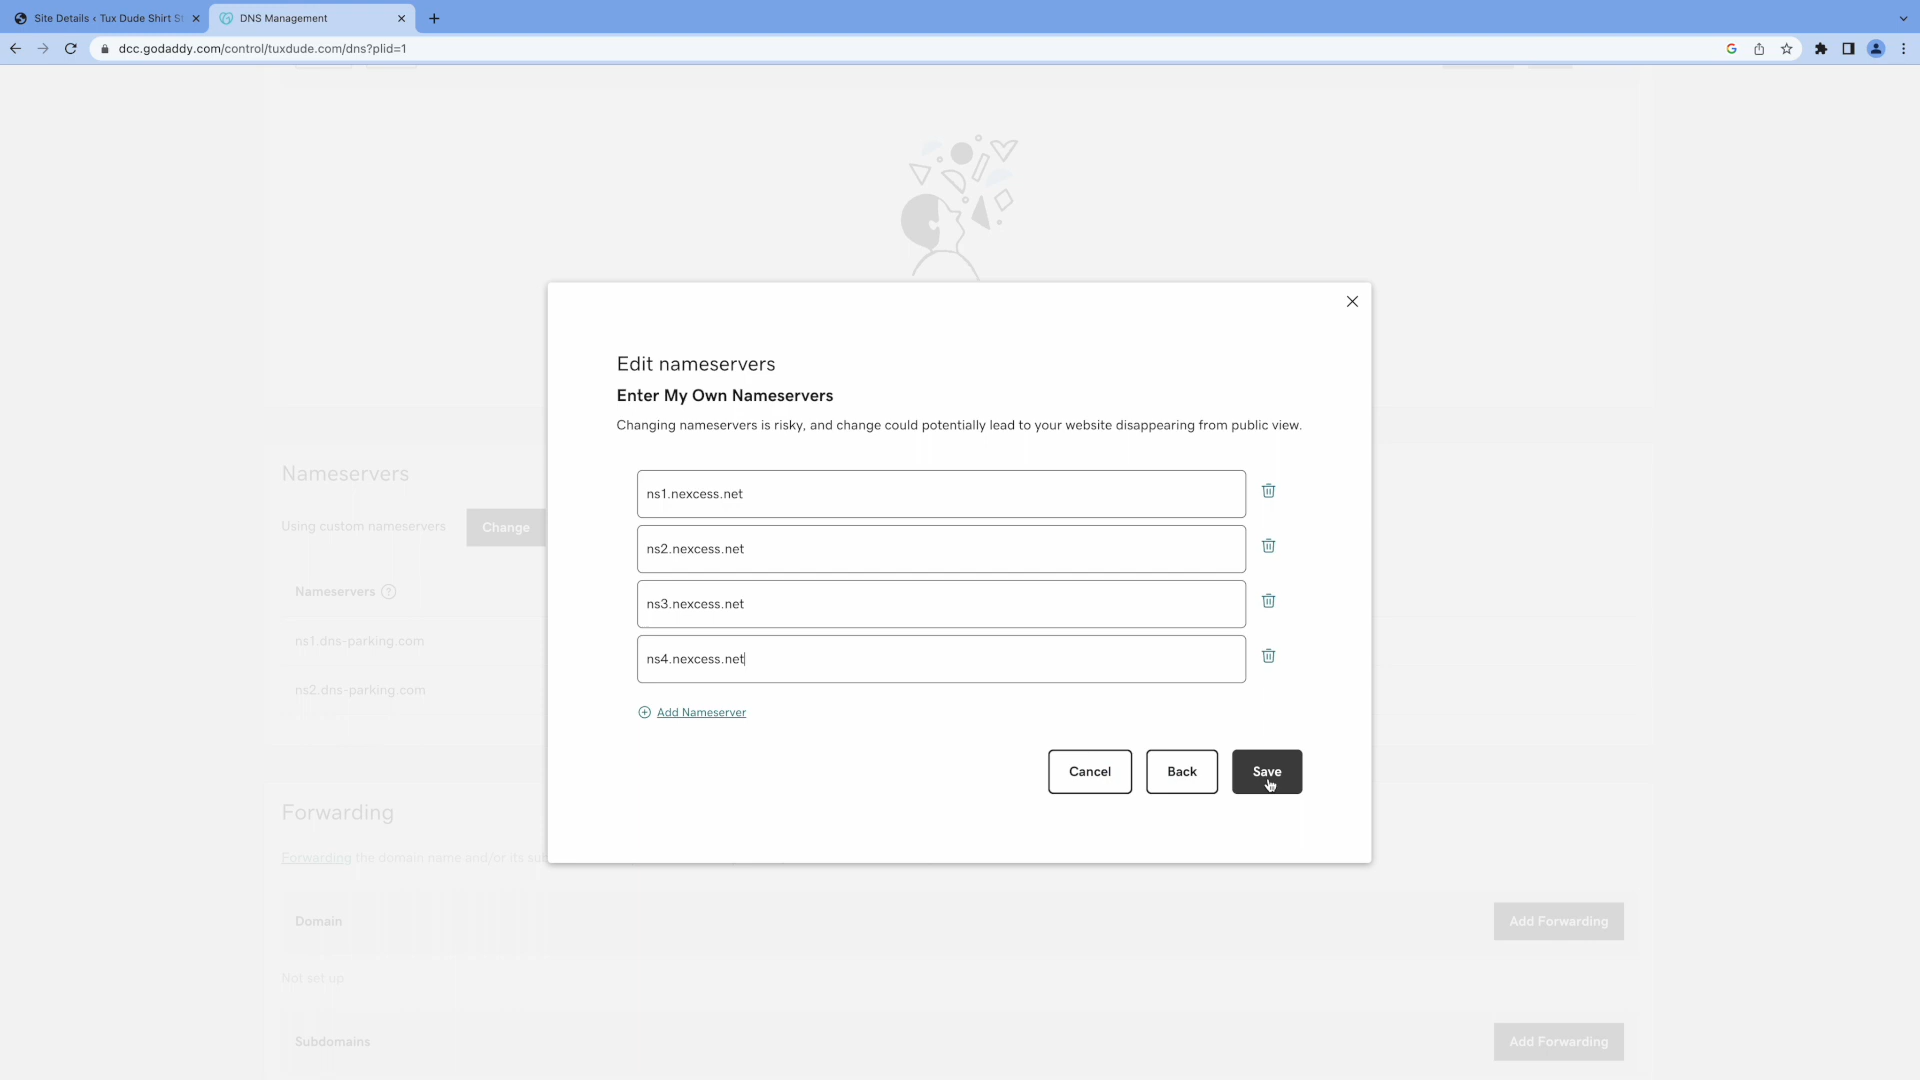 Site Details ‹ Tux Dude Shirt St
DNS Management
dcc.godaddy.com/control/tuxdude.com/dns?plid=1
Edit nameservers
Enter My Own Nameservers
Changing nameservers is risky, and change could potentially lead to your website disappearing from public view.
ns1.nexcess.net
ns2.nexcess.net
ns3.nexcess.net
ns4.nexcess.net
Add Nameserver
Cancel
Back
Save
Nameservers
Using custom nameservers
Change
Nameservers ?
ns1.dns-parking.com
ns2.dns-parking.com
Forwarding
Forwarding the domain name and/or its su
Domain
Add Forwarding
Not set up
Subdomains
Add Forwarding